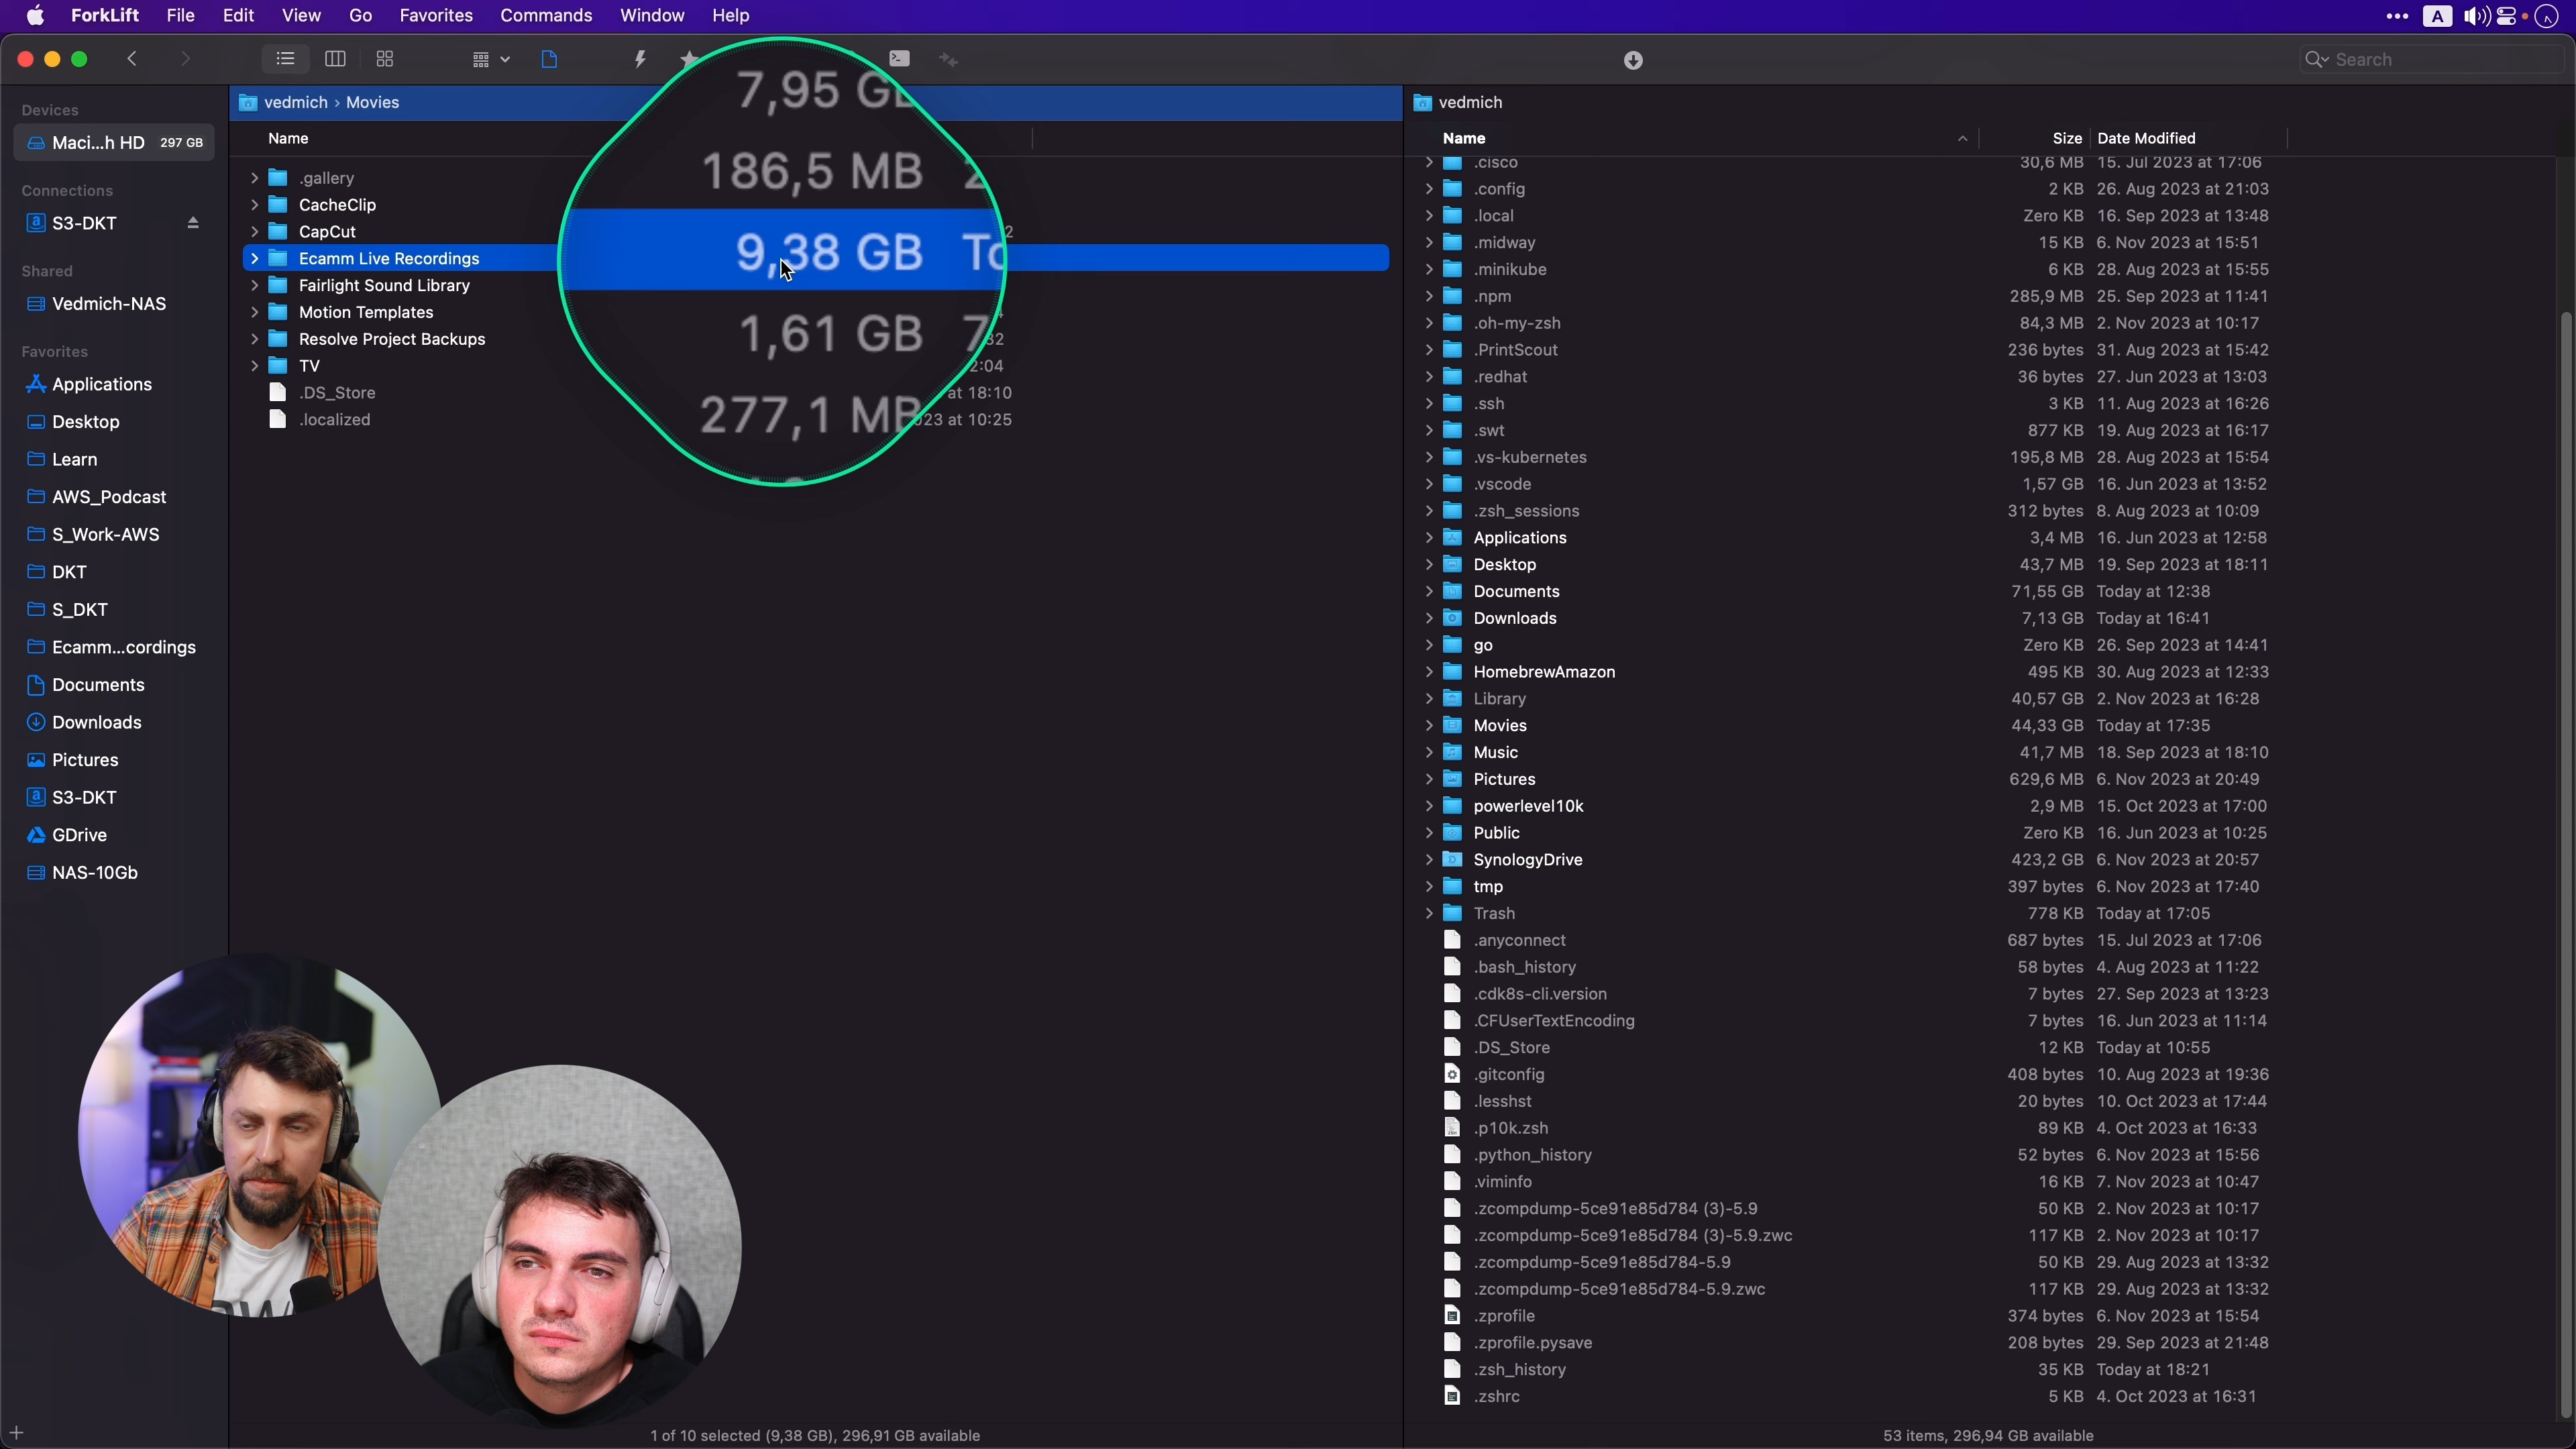 ForkLift File Edit View Go Favorites Commands Window Help
A
Search
Devices
Maci...h HD 297 GB
Connections
S3-DKT
Shared
Vedmich-NAS
Favorites
Applications
Desktop
Learn
AWS_Podcast
S_Work-AWS
DKT
S_DKT
Ecamm...cordings
Documents
Downloads
Pictures
S3-DKT
GDrive
NAS-10Gb
vedmich › Movies
Name
.gallery
CacheClip
CapCut
Ecamm Live Recordings
Fairlight Sound Library
Motion Templates
Resolve Project Backups
TV
.DS_Store at 18:10
.localized 023 at 10:25
7,95 GB
186,5 MB
9,38 GB To
1,61 GB
277,1 MB
2:04
1 of 10 selected (9,38 GB), 296,91 GB available
vedmich
Name Size Date Modified
.cisco 30,6 MB 15. Jul 2023 at 17:06
.config 2 KB 26. Aug 2023 at 21:03
.local Zero KB 16. Sep 2023 at 13:48
.midway 15 KB 6. Nov 2023 at 15:51
.minikube 6 KB 28. Aug 2023 at 15:55
.npm 285,9 MB 25. Sep 2023 at 11:41
.oh-my-zsh 84,3 MB 2. Nov 2023 at 10:17
.PrintScout 236 bytes 31. Aug 2023 at 15:42
.redhat 36 bytes 27. Jun 2023 at 13:03
.ssh 3 KB 11. Aug 2023 at 16:26
.swt 877 KB 19. Aug 2023 at 16:17
.vs-kubernetes 195,8 MB 28. Aug 2023 at 15:54
.vscode 1,57 GB 16. Jun 2023 at 13:52
.zsh_sessions 312 bytes 8. Aug 2023 at 10:09
Applications 3,4 MB 16. Jun 2023 at 12:58
Desktop 43,7 MB 19. Sep 2023 at 18:11
Documents 71,55 GB Today at 12:38
Downloads 7,13 GB Today at 16:41
go Zero KB 26. Sep 2023 at 14:41
HomebrewAmazon 495 KB 30. Aug 2023 at 12:33
Library 40,57 GB 2. Nov 2023 at 16:28
Movies 44,33 GB Today at 17:35
Music 41,7 MB 18. Sep 2023 at 18:10
Pictures 629,6 MB 6. Nov 2023 at 20:49
powerlevel10k 2,9 MB 15. Oct 2023 at 17:00
Public Zero KB 16. Jun 2023 at 10:25
SynologyDrive 423,2 GB 6. Nov 2023 at 20:57
tmp 397 bytes 6. Nov 2023 at 17:40
Trash 778 KB Today at 17:05
.anyconnect 687 bytes 15. Jul 2023 at 17:06
.bash_history 58 bytes 4. Aug 2023 at 11:22
.cdk8s-cli.version 7 bytes 27. Sep 2023 at 13:23
.CFUserTextEncoding 7 bytes 16. Jun 2023 at 11:14
.DS_Store 12 KB Today at 10:55
.gitconfig 408 bytes 10. Aug 2023 at 19:36
.lesshst 20 bytes 10. Oct 2023 at 17:44
.p10k.zsh 89 KB 4. Oct 2023 at 16:33
.python_history 52 bytes 6. Nov 2023 at 15:56
.viminfo 16 KB 7. Nov 2023 at 10:47
.zcompdump-5ce91e85d784 (3)-5.9 50 KB 2. Nov 2023 at 10:17
.zcompdump-5ce91e85d784 (3)-5.9.zwc 117 KB 2. Nov 2023 at 10:17
.zcompdump-5ce91e85d784-5.9 50 KB 29. Aug 2023 at 13:32
.zcompdump-5ce91e85d784-5.9.zwc 117 KB 29. Aug 2023 at 13:32
.zprofile 374 bytes 6. Nov 2023 at 15:54
.zprofile.pysave 208 bytes 29. Sep 2023 at 21:48
.zsh_history 35 KB Today at 18:21
.zshrc 5 KB 4. Oct 2023 at 16:31
53 items, 296,94 GB available